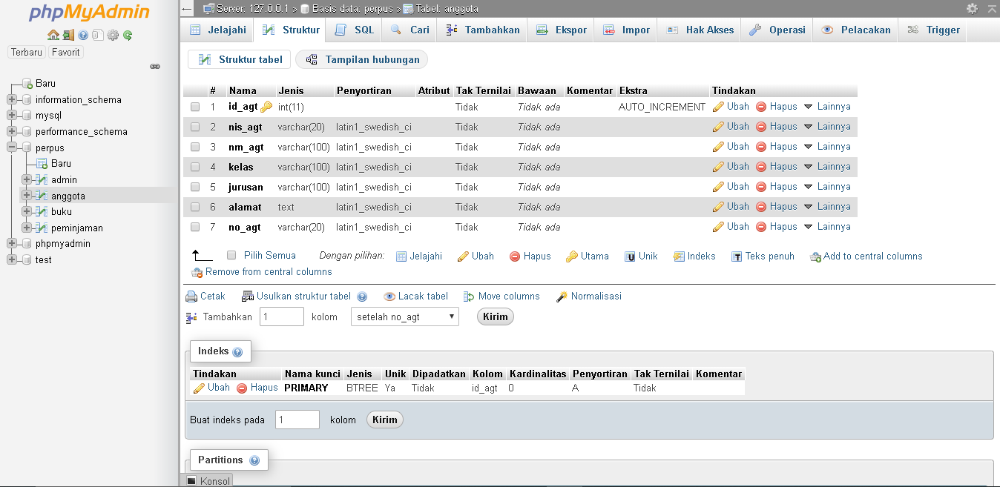 phpMyAdmin
Terbaru Favorit
Baru
information_schema
mysql
performance_schema
perpus
Baru
admin
anggota
buku
peminjaman
phpmyadmin
test
Server: 127.0.0.1 » Basis data: perpus » Tabel: anggota
Jelajahi Struktur SQL Cari Tambahkan Ekspor Impor Hak Akses Operasi Pelacakan Trigger
Struktur tabel Tampilan hubungan
# Nama Jenis Penyortiran Atribut Tak Ternilai Bawaan Komentar Ekstra Tindakan
1 id_agt int(11) Tidak Tidak ada AUTO_INCREMENT Ubah Hapus Lainnya
2 nis_agt varchar(20) latin1_swedish_ci Tidak Tidak ada Ubah Hapus Lainnya
3 nm_agt varchar(100) latin1_swedish_ci Tidak Tidak ada Ubah Hapus Lainnya
4 kelas varchar(100) latin1_swedish_ci Tidak Tidak ada Ubah Hapus Lainnya
5 jurusan varchar(100) latin1_swedish_ci Tidak Tidak ada Ubah Hapus Lainnya
6 alamat text latin1_swedish_ci Tidak Tidak ada Ubah Hapus Lainnya
7 no_agt varchar(20) latin1_swedish_ci Tidak Tidak ada Ubah Hapus Lainnya
Pilih Semua Dengan pilihan: Jelajahi Ubah Hapus Utama Unik Indeks Teks penuh Add to central columns
Remove from central columns
Cetak Usulkan struktur tabel Lacak tabel Move columns Normalisasi
Tambahkan 1 kolom setelah no_agt Kirim
Indeks
Tindakan Nama kunci Jenis Unik Dipadatkan Kolom Kardinalitas Penyortiran Tak Ternilai Komentar
Ubah Hapus PRIMARY BTREE Ya Tidak id_agt 0 A Tidak
Buat indeks pada 1 kolom Kirim
Partitions
Konsol